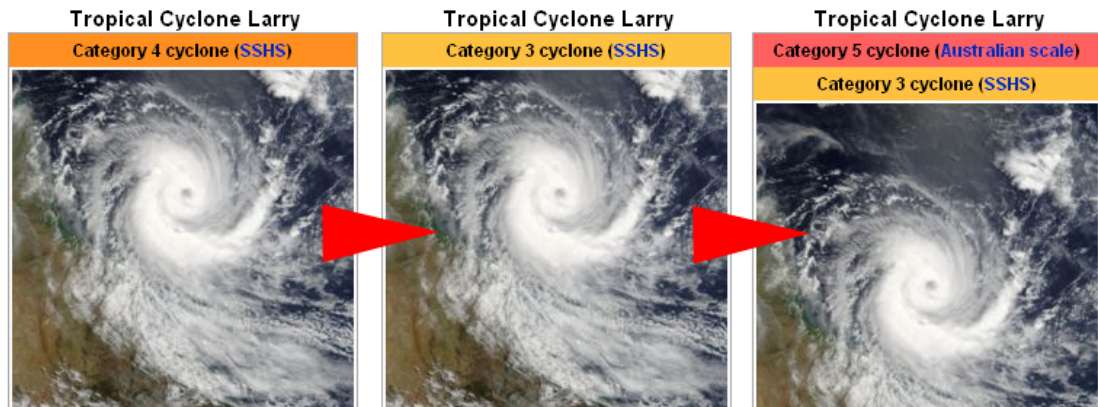 Tropical Cyclone Larry
Category 4 cyclone (SSHS)
Tropical Cyclone Larry
Category 3 cyclone (SSHS)
Tropical Cyclone Larry
Category 5 cyclone (Australian scale)
Category 3 cyclone (SSHS)